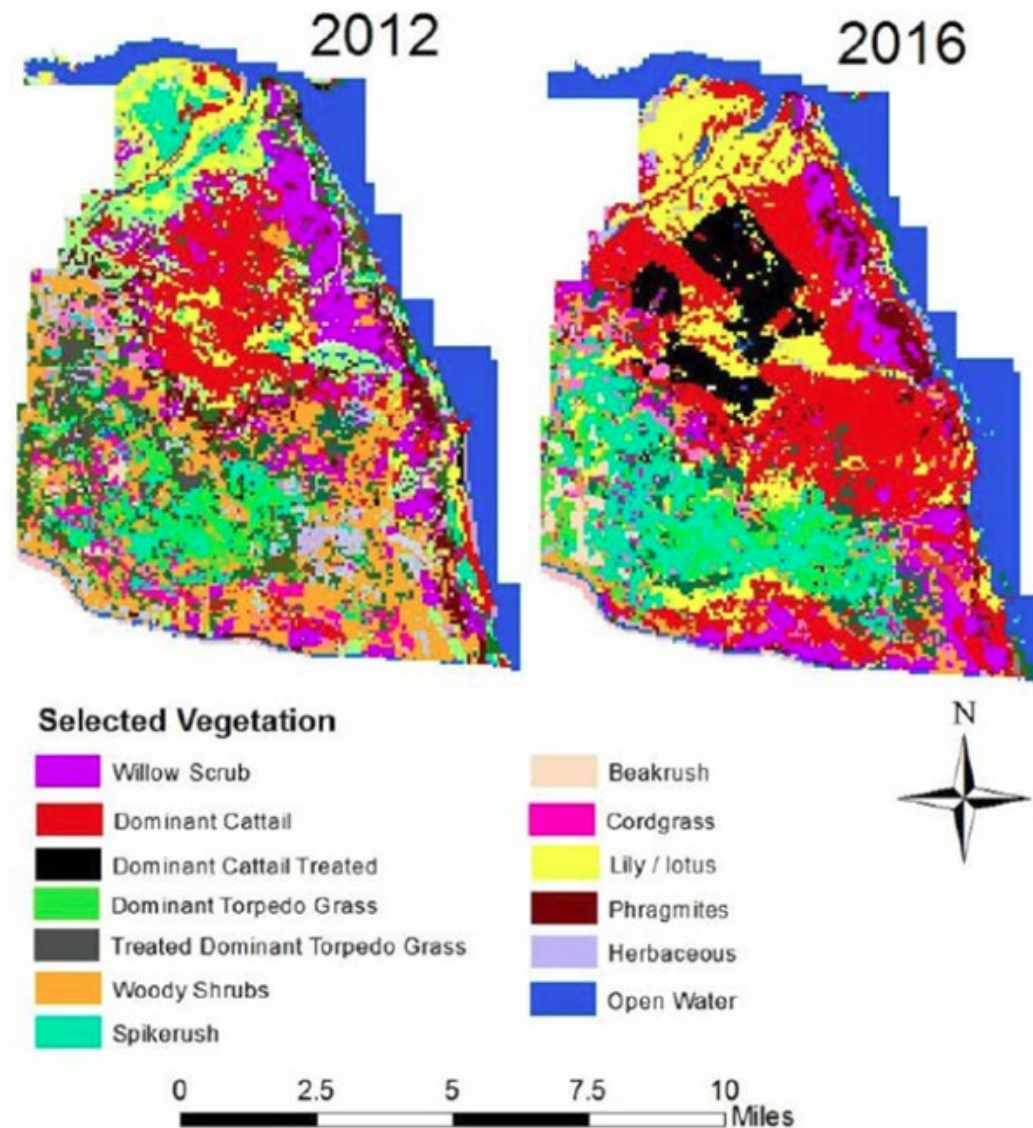 2012
2016
Selected Vegetation
Willow Scrub
Dominant Cattail
Dominant Cattail Treated
Dominant Torpedo Grass
Treated Dominant Torpedo Grass
Woody Shrubs
Spikerush
Beakrush
Cordgrass
Lily / lotus
Phragmites
Herbaceous
Open Water
N
0 2.5 5 7.5 10
Miles